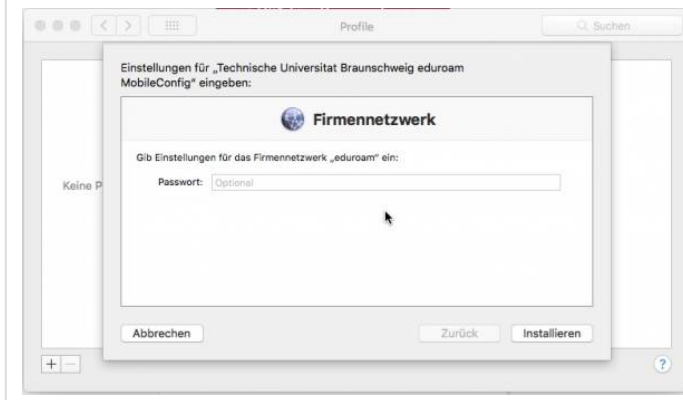 Profile
Suchen
Einstellungen für „Technische Universitat Braunschweig eduroam
MobileConfig“ eingeben:
Firmennetzwerk
Gib Einstellungen für das Firmennetzwerk „eduroam“ ein:
Keine P
Passwort: Optional
Abbrechen Zurück Installieren
+ − ?